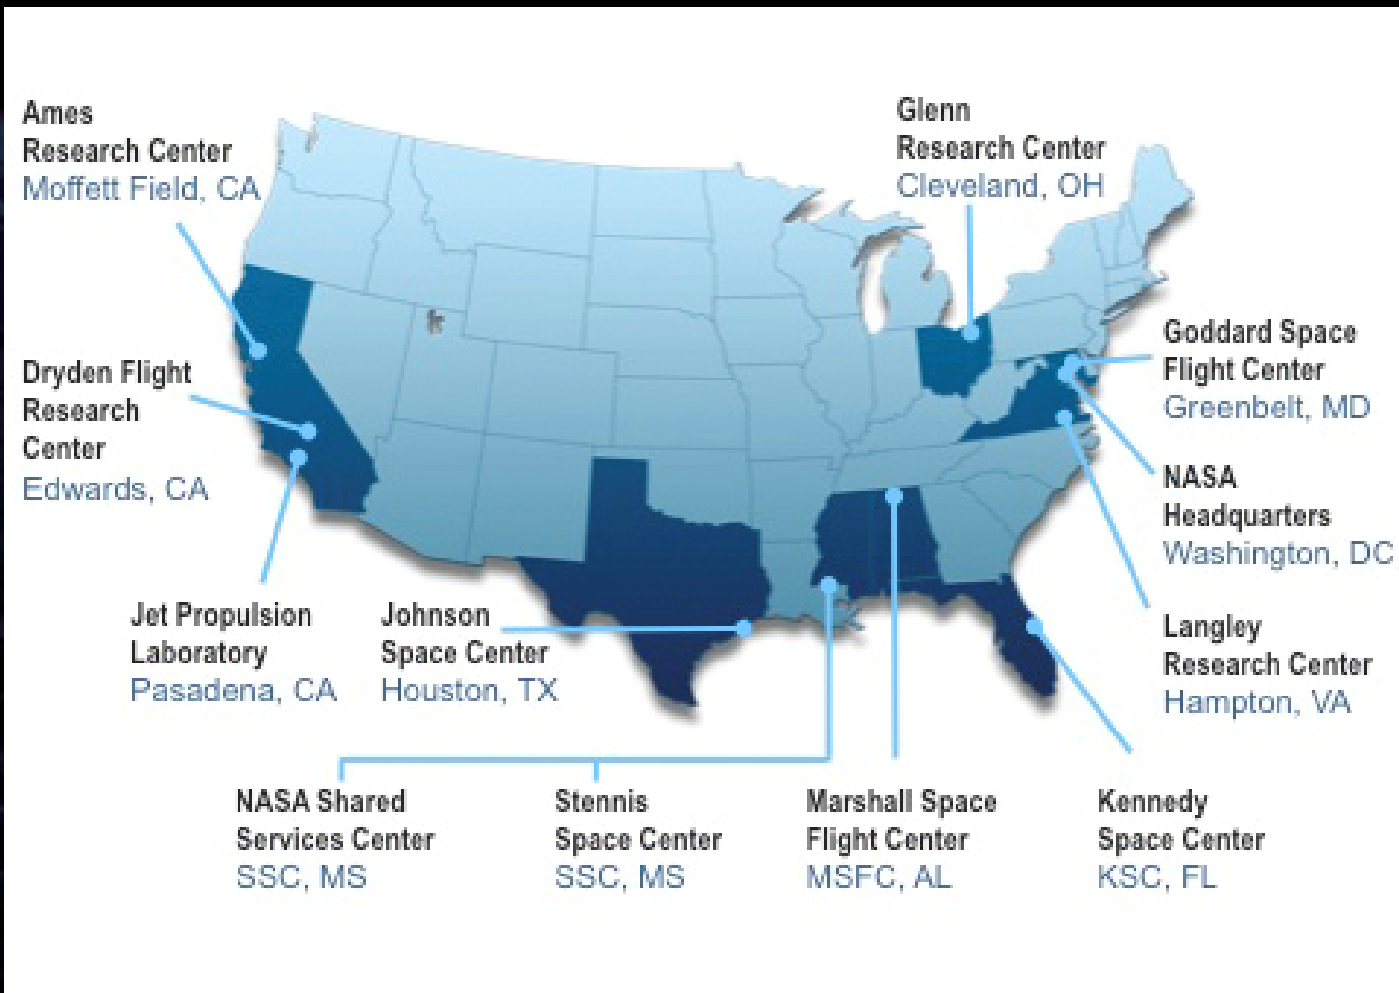 Ames
Research Center
Moffett Field, CA
Glenn
Research Center
Cleveland, OH
Dryden Flight
Research
Center
Edwards, CA
Goddard Space
Flight Center
Greenbelt, MD
NASA
Headquarters
Washington, DC
Jet Propulsion
Laboratory
Pasadena, CA
Johnson
Space Center
Houston, TX
Langley
Research Center
Hampton, VA
NASA Shared
Services Center
SSC, MS
Stennis
Space Center
SSC, MS
Marshall Space
Flight Center
MSFC, AL
Kennedy
Space Center
KSC, FL